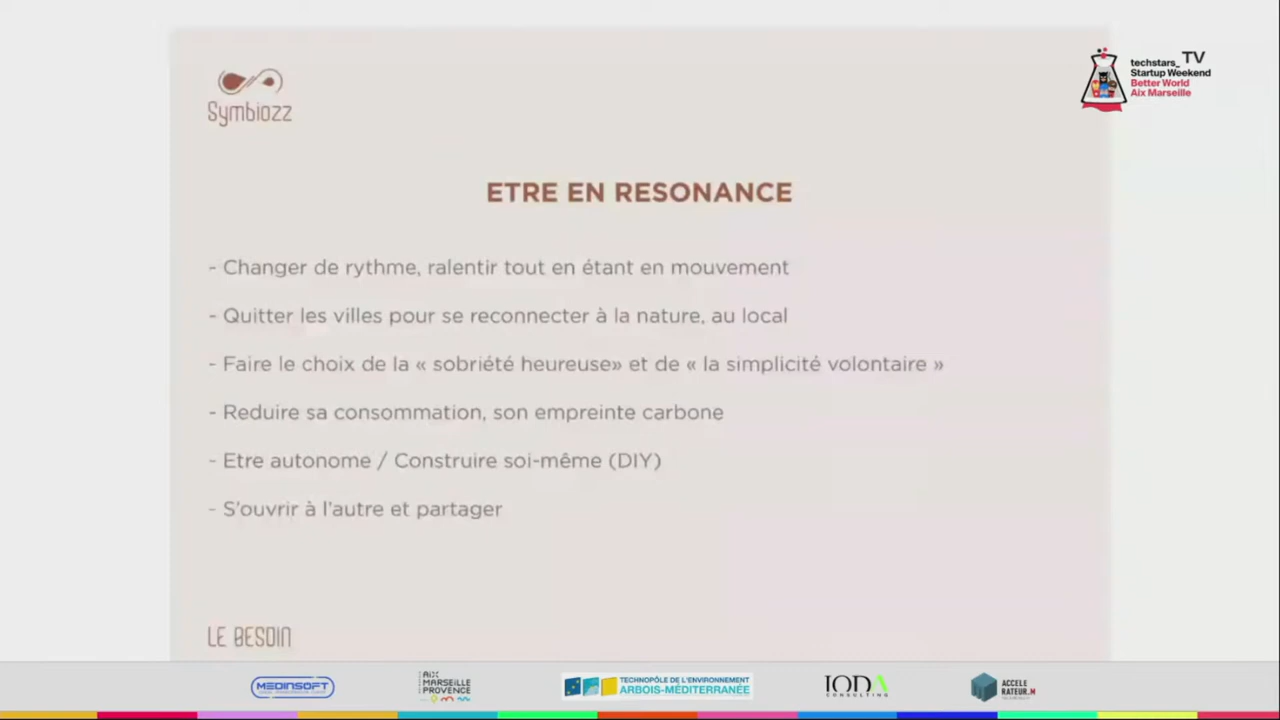 Symbiozz
techstars_TV
Startup Weekend
Better World
Aix Marseille
ETRE EN RESONANCE
- Changer de rythme, ralentir tout en étant en mouvement
- Quitter les villes pour se reconnecter à la nature, au local
- Faire le choix de la « sobriété heureuse» et de « la simplicité volontaire »
- Reduire sa consommation, son empreinte carbone
- Etre autonome / Construire soi-même (DIY)
- S'ouvrir à l'autre et partager
LE BESOIN
MEDINSOFT
AIX
MARSEILLE
PROVENCE
TECHNOPÔLE DE L'ENVIRONNEMENT
ARBOIS-MÉDITERRANÉE
IODA
CONSULTING
ACCELE
RATEUR.M